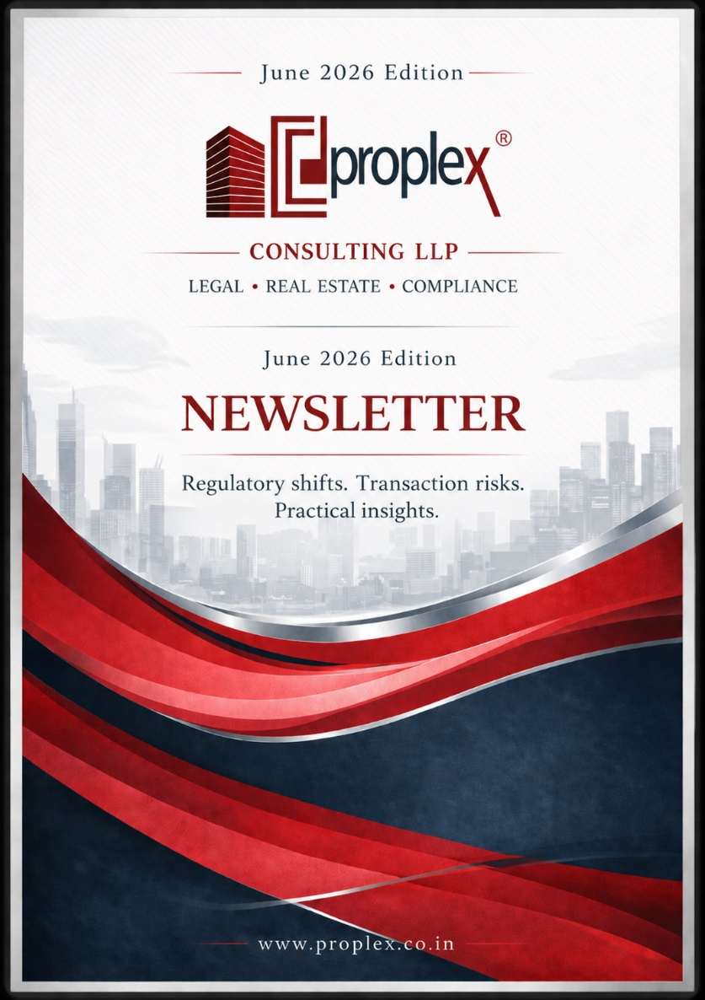 June 2026 Edition
proplex®
CONSULTING LLP
LEGAL • REAL ESTATE • COMPLIANCE
June 2026 Edition
NEWSLETTER
Regulatory shifts. Transaction risks.
Practical insights.
www.proplex.co.in